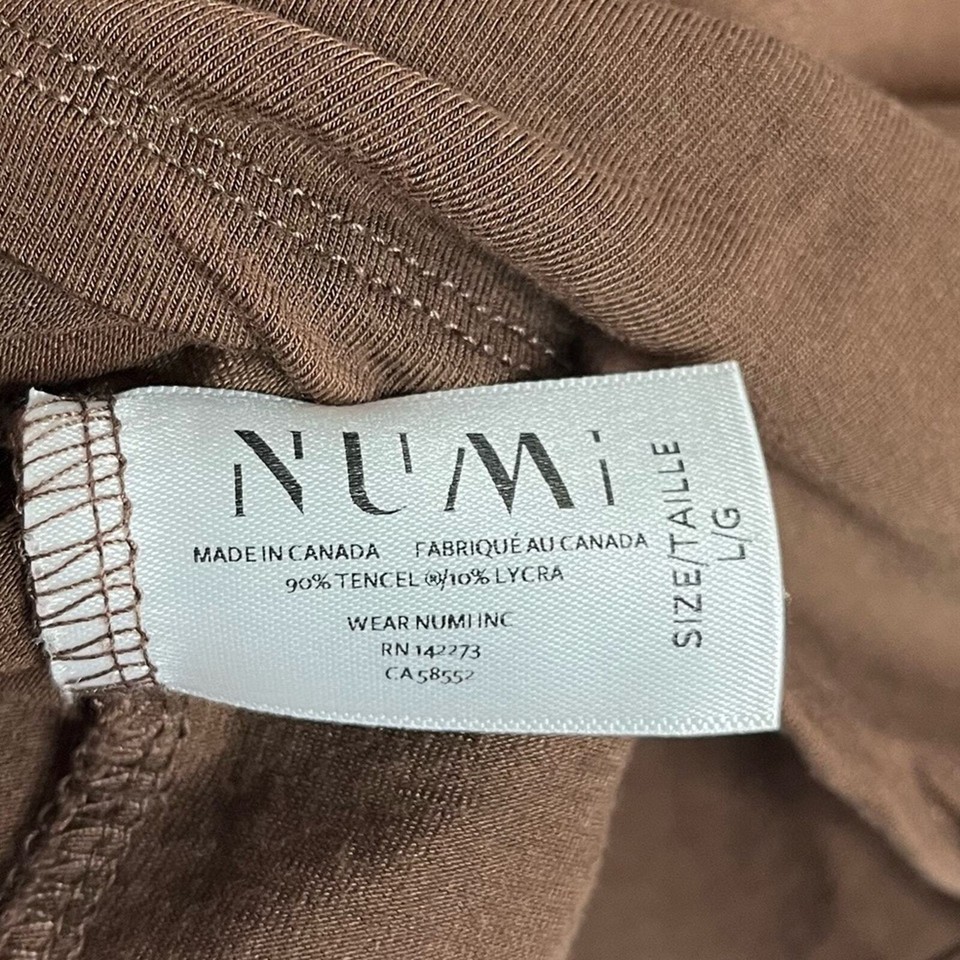 NUMi
MADE IN CANADA FABRIQUÉ AU CANADA
90% TENCEL ®/10% LYCRA
WEAR NUMI INC
RN 142273
CA 58552
SIZE/TAILLE
L/G